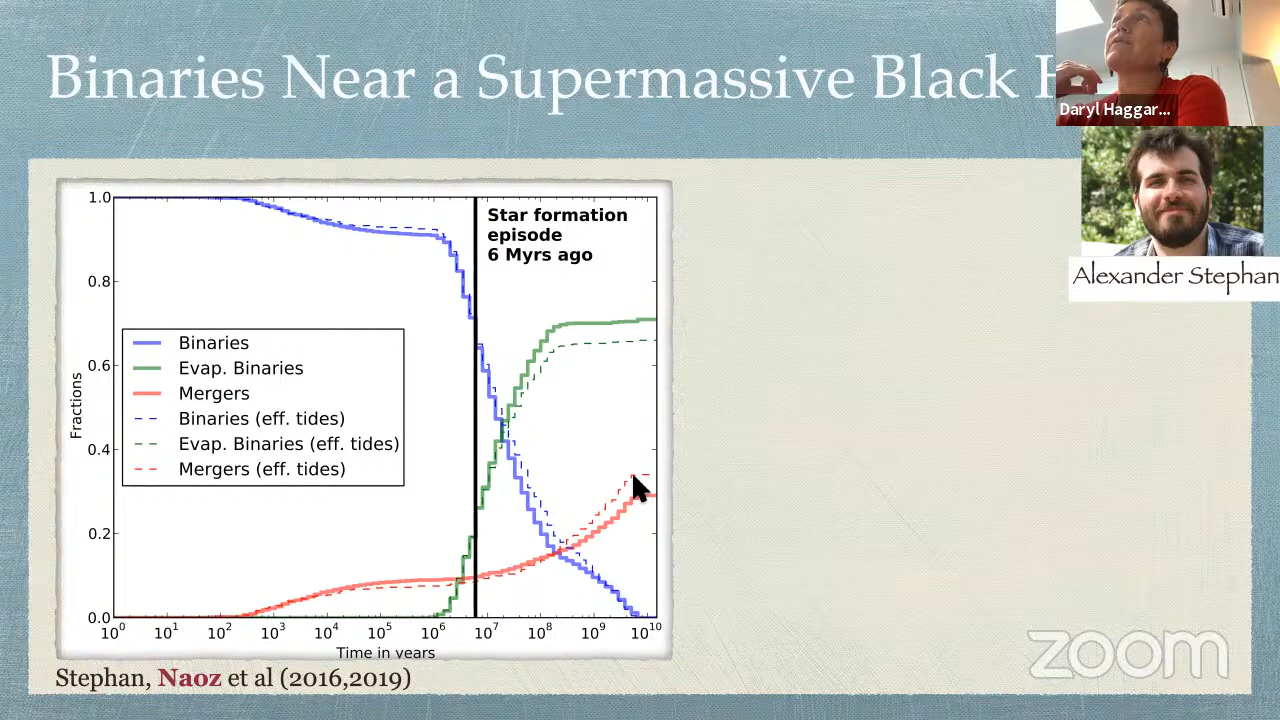 Binaries Near a Supermassive Black
Daryl Haggar...
Alexander Stephan
Star formation
episode
6 Myrs ago
1.0
0.8
0.6
0.4
0.2
0.0
Fractions
Binaries
Evap. Binaries
Mergers
Binaries (eff. tides)
Evap. Binaries (eff. tides)
Mergers (eff. tides)
10⁰ 10¹ 10² 10³ 10⁴ 10⁵ 10⁶ 10⁷ 10⁸ 10⁹ 10¹⁰
Time in years
Stephan, Naoz et al (2016,2019)
zoom